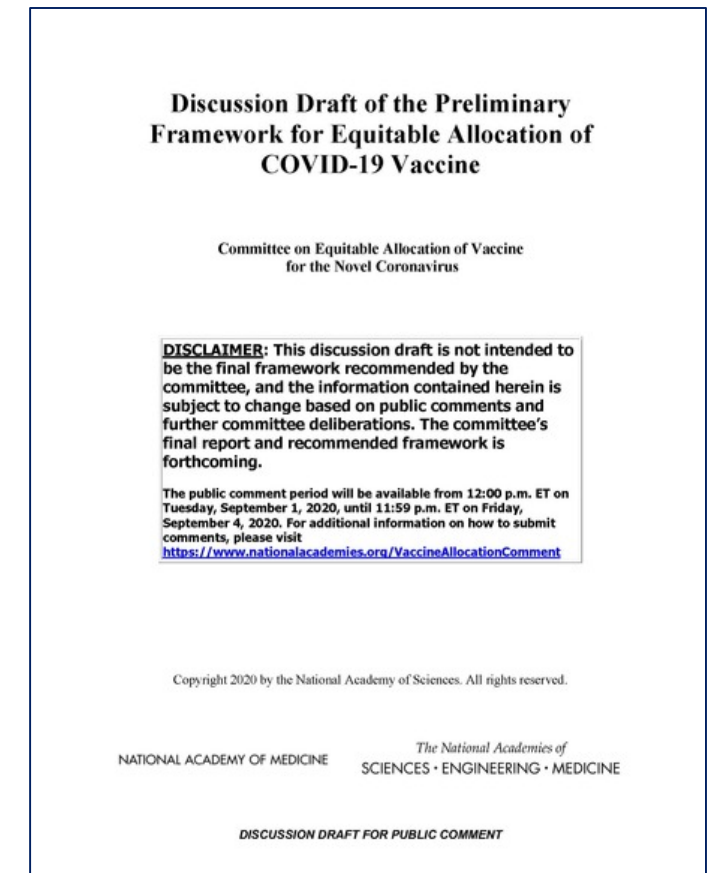 Discussion Draft of the Preliminary
Framework for Equitable Allocation of
COVID-19 Vaccine
Committee on Equitable Allocation of Vaccine
for the Novel Coronavirus
DISCLAIMER: This discussion draft is not intended to
be the final framework recommended by the
committee, and the information contained herein is
subject to change based on public comments and
further committee deliberations. The committee's
final report and recommended framework is
forthcoming.
The public comment period will be available from 12:00 p.m. ET on
Tuesday, September 1, 2020, until 11:59 p.m. ET on Friday,
September 4, 2020. For additional information on how to submit
comments, please visit
https://www.nationalacademies.org/VaccineAllocationComment
Copyright 2020 by the National Academy of Sciences. All rights reserved.
NATIONAL ACADEMY OF MEDICINE
The National Academies of
SCIENCES · ENGINEERING · MEDICINE
DISCUSSION DRAFT FOR PUBLIC COMMENT